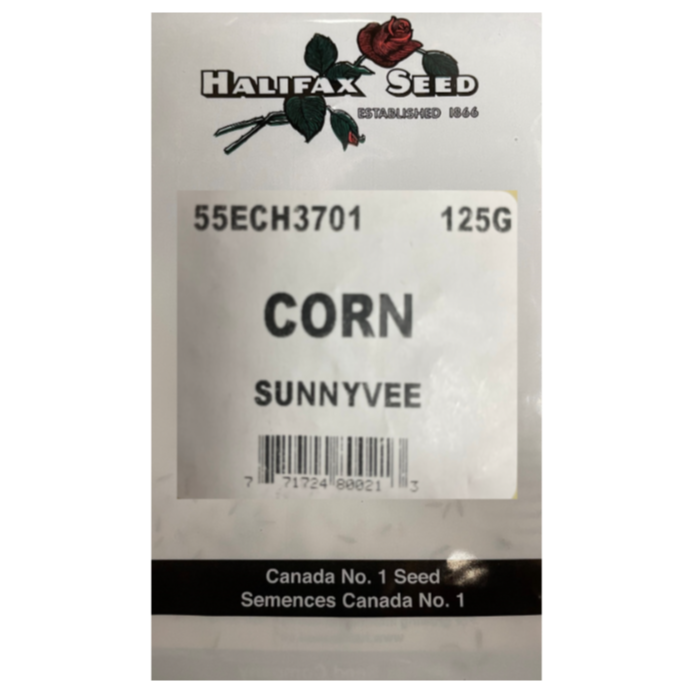 HALIFAX SEED
ESTABLISHED 1866
55ECH3701 125G
CORN
SUNNYVEE
7 71724 80021 3
Canada No. 1 Seed
Semences Canada No. 1